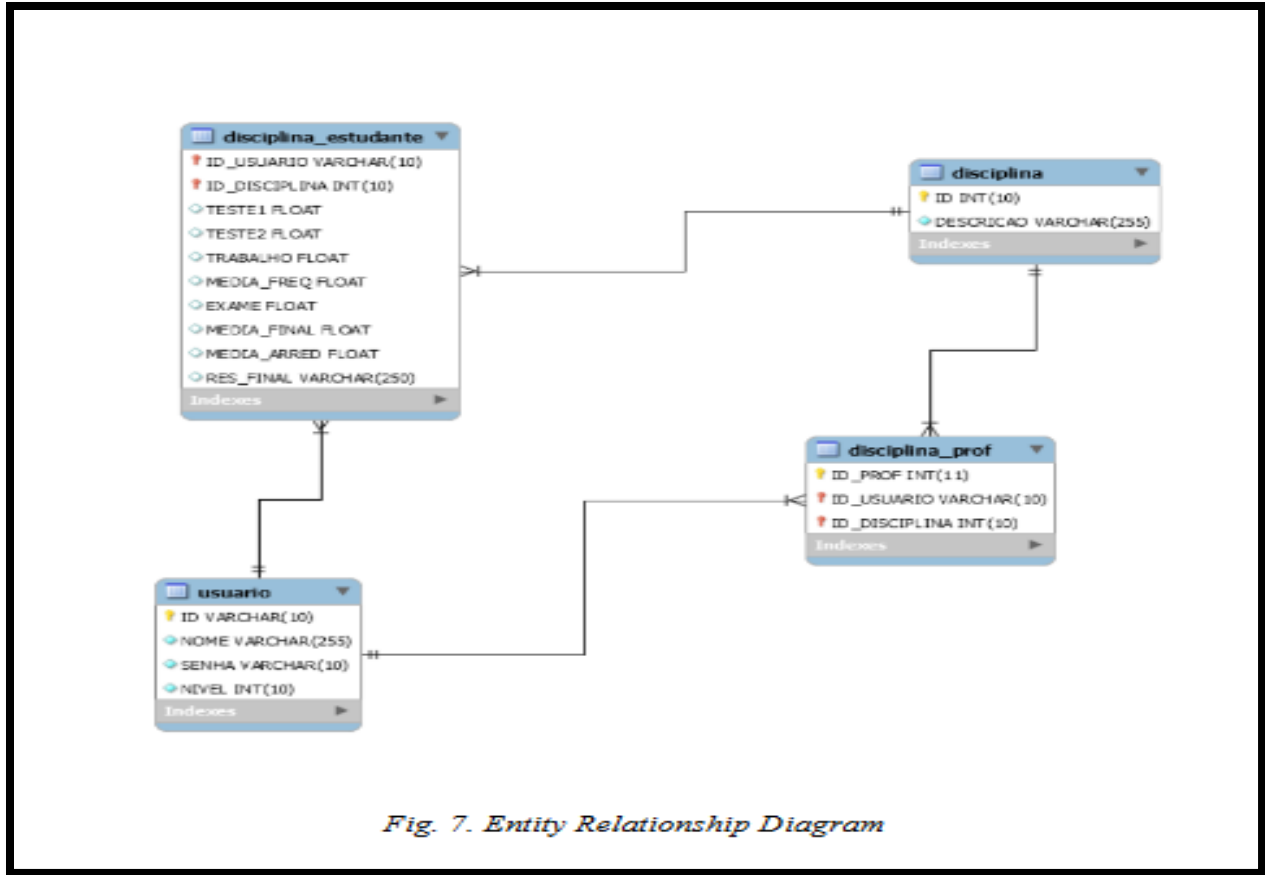 disciplina_estudante
ID_USUARIO VARCHAR(10)
ID_DISCIPLINA INT(10)
TESTE1 FLOAT
TESTE2 FLOAT
TRABALHO FLOAT
MEDIA_FREQ FLOAT
EXAME FLOAT
MEDIA_FINAL FLOAT
MEDIA_ARRED FLOAT
RES_FINAL VARCHAR(250)
Indexes
disciplina
ID INT(10)
DESCRICAO VARCHAR(255)
Indexes
disciplina_prof
ID_PROF INT(11)
ID_USUARIO VARCHAR(10)
ID_DISCIPLINA INT(10)
Indexes
usuario
ID VARCHAR(10)
NOME VARCHAR(255)
SENHA VARCHAR(10)
NIVEL INT(10)
Indexes
Fig. 7. Entity Relationship Diagram